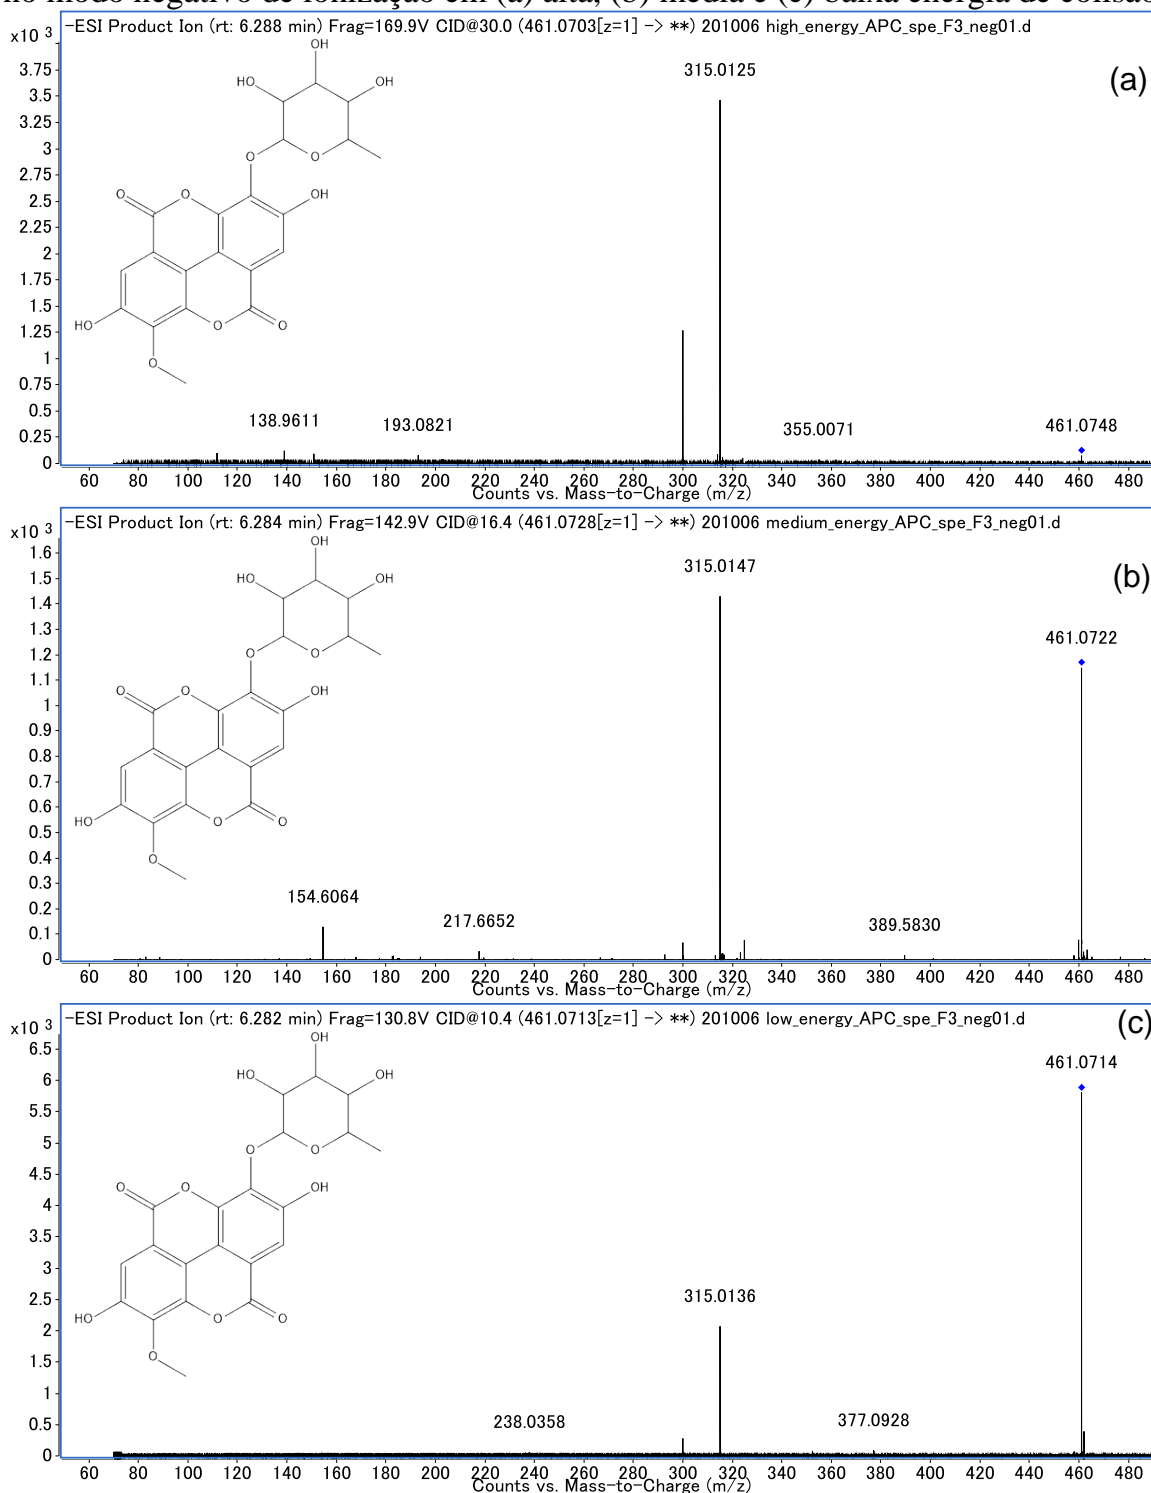 no modo negativo de ionização em (a) alta, (b) média e (c) baixa energia de colisão
-ESI Product Ion (rt: 6.288 min) Frag=169.9V CID@30.0 (461.0703[z=1] -> **) 201006 high_energy_APC_spe_F3_neg01.d
x10 3
(a)
3.75
3.5
3.25
3
2.75
2.5
2.25
2
1.75
1.5
1.25
1
0.75
0.5
0.25
0
OH
HO
OH
O
O
O
O
OH
HO
O
O
O
315.0125
138.9611
193.0821
355.0071
461.0748
60 80 100 120 140 160 180 200 220 240 260 280 300 320 340 360 380 400 420 440 460 480
Counts vs. Mass-to-Charge (m/z)
-ESI Product Ion (rt: 6.284 min) Frag=142.9V CID@16.4 (461.0728[z=1] -> **) 201006 medium_energy_APC_spe_F3_neg01.d
x10 3
(b)
1.6
1.5
1.4
1.3
1.2
1.1
1
0.9
0.8
0.7
0.6
0.5
0.4
0.3
0.2
0.1
0
OH
HO
OH
O
O
O
O
OH
HO
O
O
O
315.0147
461.0722
154.6064
217.6652
389.5830
60 80 100 120 140 160 180 200 220 240 260 280 300 320 340 360 380 400 420 440 460 480
Counts vs. Mass-to-Charge (m/z)
-ESI Product Ion (rt: 6.282 min) Frag=130.8V CID@10.4 (461.0713[z=1] -> **) 201006 low_energy_APC_spe_F3_neg01.d
x10 3
(c)
6.5
6
5.5
5
4.5
4
3.5
3
2.5
2
1.5
1
0.5
0
OH
HO
OH
O
O
O
O
OH
HO
O
O
O
461.0714
315.0136
238.0358
377.0928
60 80 100 120 140 160 180 200 220 240 260 280 300 320 340 360 380 400 420 440 460 480
Counts vs. Mass-to-Charge (m/z)